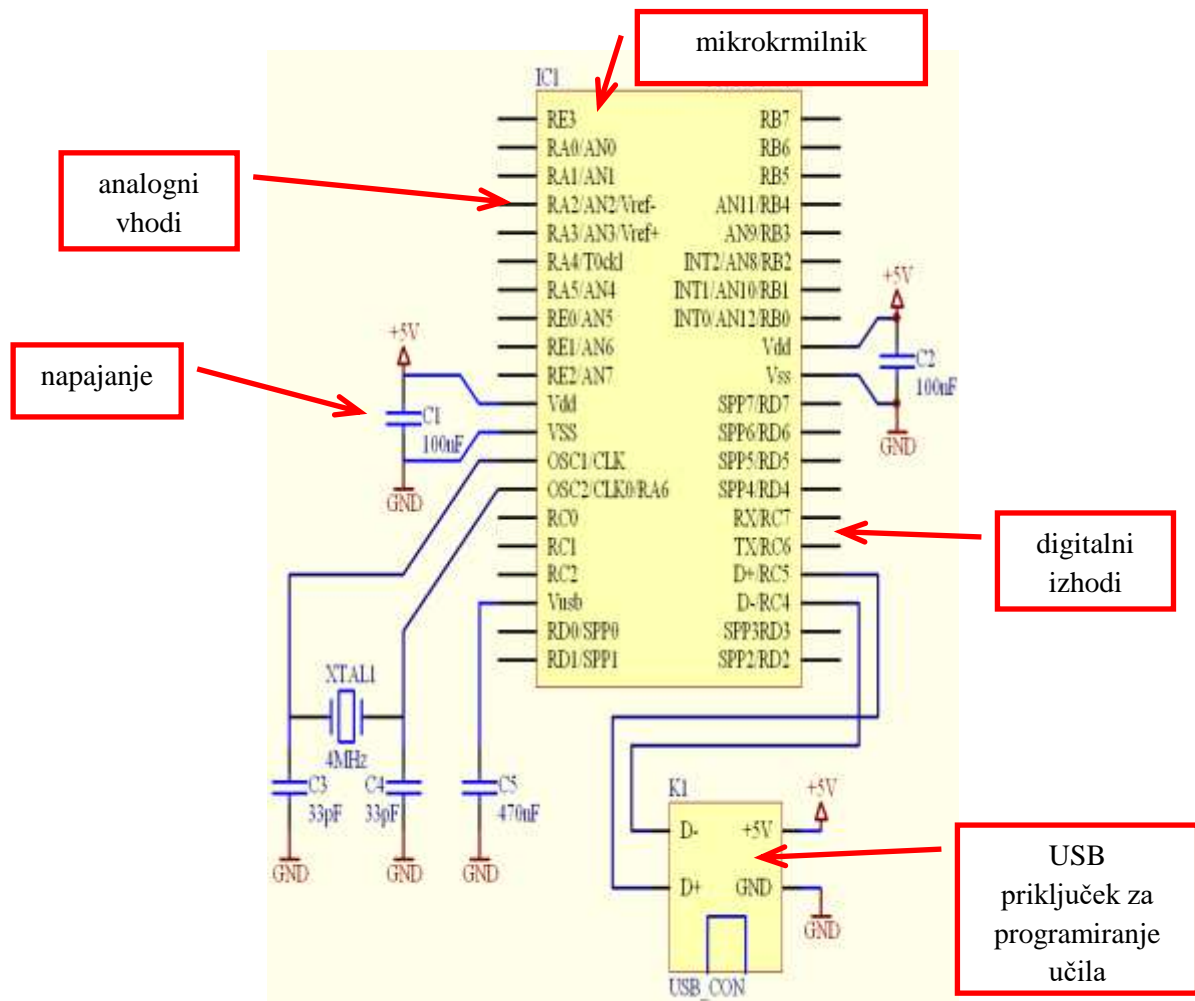 mikrokrmilnik
IC1
RE3
RA0/AN0
RA1/AN1
RA2/AN2/Vref-
RA3/AN3/Vref+
RA4/T0ckl
RA5/AN4
RE0/AN5
RE1/AN6
RE2/AN7
Vdd
VSS
OSC1/CLK
OSC2/CLK0/RA6
RC0
RC1
RC2
Vusb
RD0/SPP0
RD1/SPP1
RB7
RB6
RB5
AN11/RB4
AN9/RB3
INT2/AN8/RB2
INT1/AN10/RB1
INT0/AN12/RB0
Vdd
Vss
SPP7/RD7
SPP6/RD6
SPP5/RD5
SPP4/RD4
RX/RC7
TX/RC6
D+/RC5
D-/RC4
SPP3RD3
SPP2/RD2
analogni
vhodi
napajanje
+5V
C1
100nF
GND
+5V
C2
100nF
GND
digitalni
izhodi
XTAL1
4MHz
C3
33pF
GND
C4
33pF
GND
C5
470nF
GND
K1
D-
+5V
D+
GND
USB_CON
+5V
GND
USB
priključek za
programiranje
učila